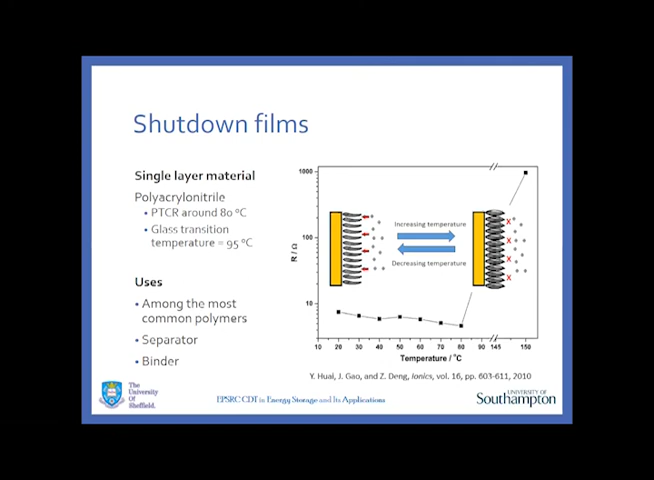 Shutdown films
Single layer material
Polyacrylonitrile
• PTCR around 80 ºC
• Glass transition
temperature = 95 ºC
Uses
• Among the most
common polymers
• Separator
• Binder
1000
100
10
R / Ω
Increasing temperature
Decreasing temperature
X
X
X
X
10 20 30 40 50 60 70 80 90 145 150
Temperature / °C
Y. Huai, J. Gao, and Z. Deng, Ionics, vol. 16, pp. 603-611, 2010
The
University
Of
Sheffield.
EPSRC CDT in Energy Storage and Its Applications
UNIVERSITY OF
Southampton